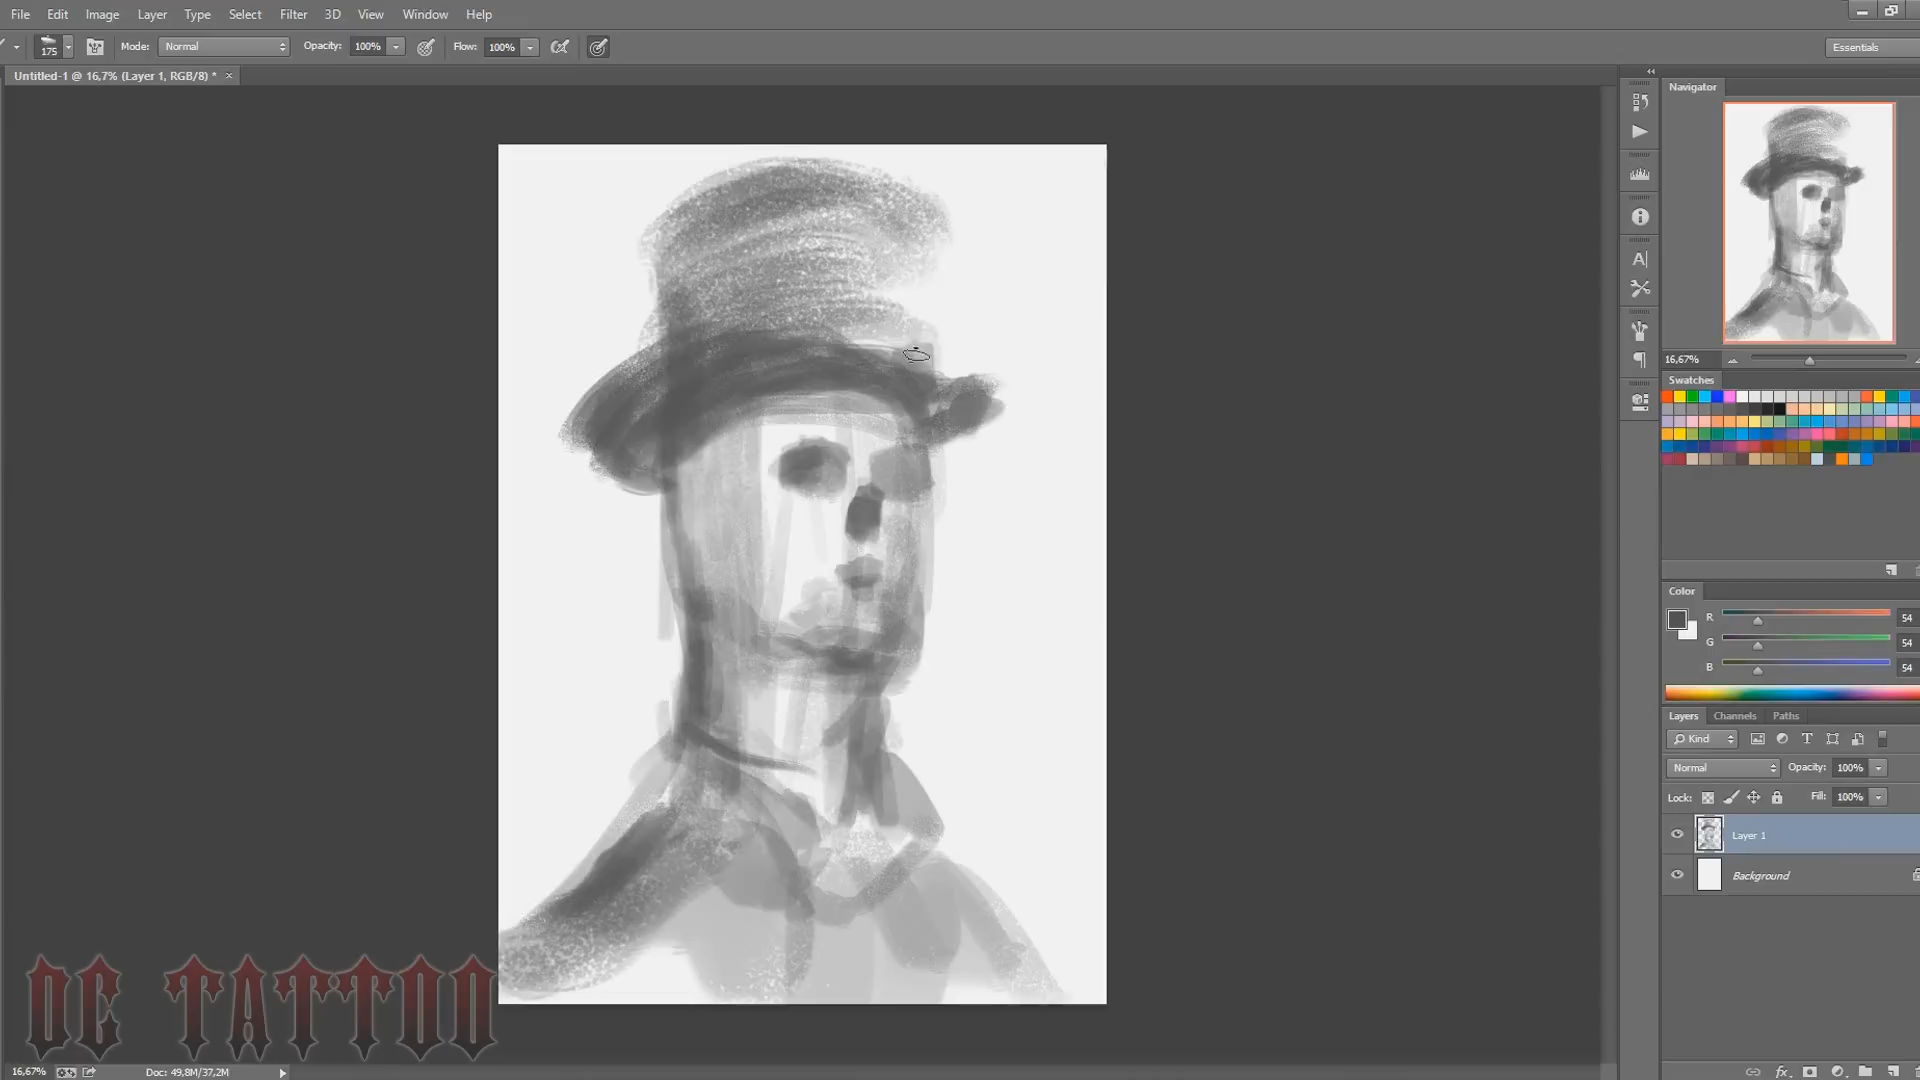 File Edit Image Layer Type Select Filter 3D View Window Help
175 Mode: Normal Opacity: 100% Flow: 100% Essentials
Untitled-1 @ 16,7% (Layer 1, RGB/8) * ×
Navigator
16,67%
Swatches
Color
R 54
G 54
B 54
Layers Channels Paths
Kind
Normal Opacity: 100%
Lock: Fill: 100%
Layer 1
Background
DE TATTOO
16,67% Doc: 49,8M/37,2M